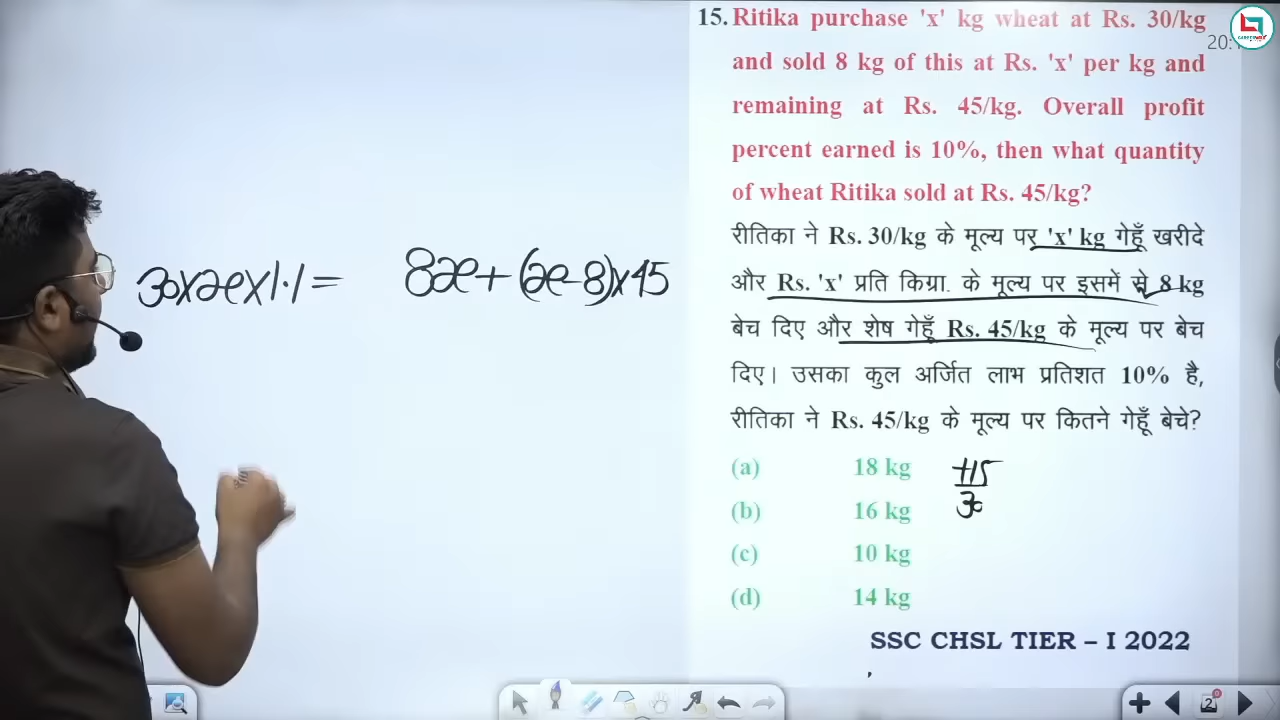 15. Ritika purchase 'x' kg wheat at Rs. 30/kg
and sold 8 kg of this at Rs. 'x' per kg and
remaining at Rs. 45/kg. Overall profit
percent earned is 10%, then what quantity
of wheat Ritika sold at Rs. 45/kg?
रीतिका ने Rs. 30/kg के मूल्य पर 'x' kg गेहूँ खरीदे
और Rs. 'x' प्रति किग्रा. के मूल्य पर इसमें से 8 kg
बेच दिए और शेष गेहूँ Rs. 45/kg के मूल्य पर बेच
दिए। उसका कुल अर्जित लाभ प्रतिशत 10% है,
रीतिका ने Rs. 45/kg के मूल्य पर कितने गेहूँ बेचे?
(a) 18 kg
(b) 16 kg
(c) 10 kg
(d) 14 kg
SSC CHSL TIER – I 2022
30×x×1.1= 8x+(x-8)×45
+15
30
2